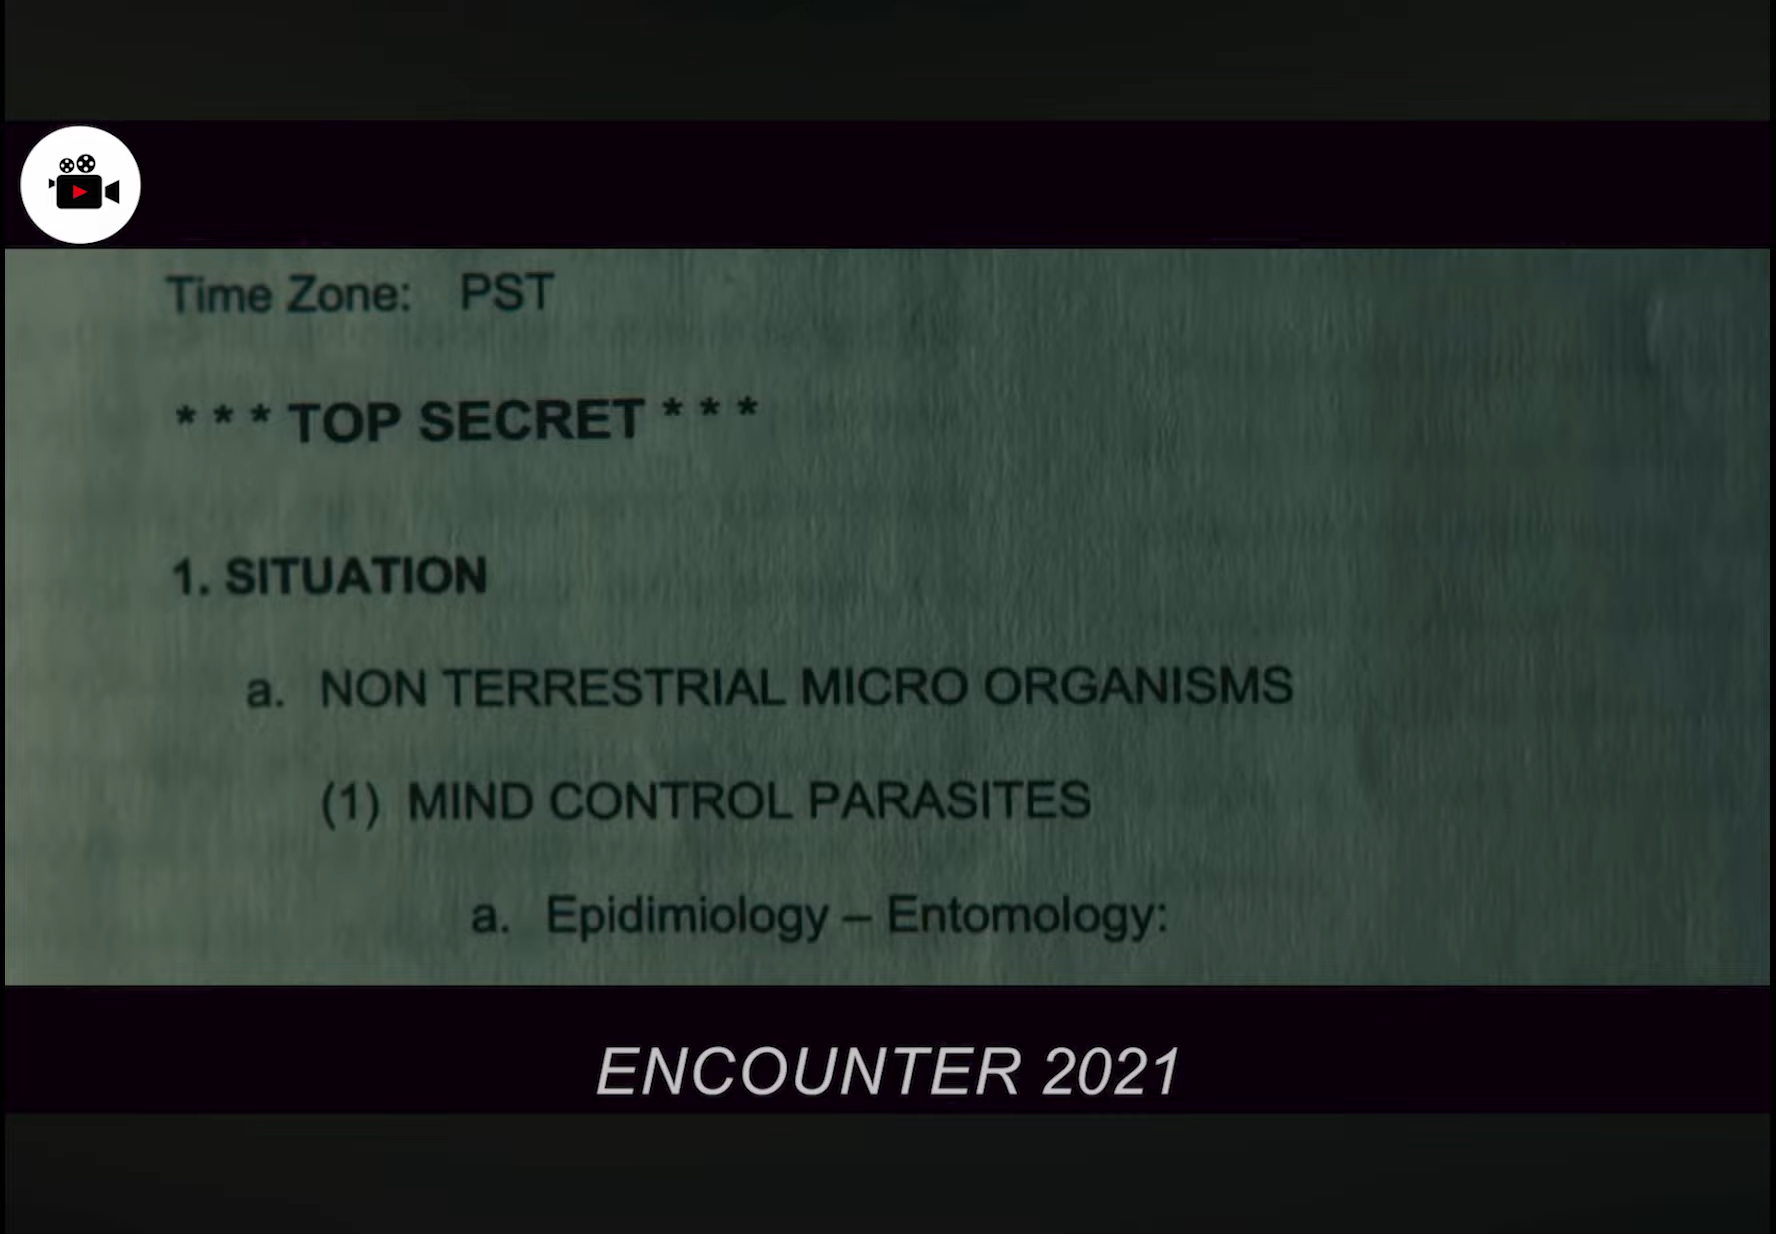 Time Zone: PST
* * * TOP SECRET * * *
1. SITUATION
a. NON TERRESTRIAL MICRO ORGANISMS
(1) MIND CONTROL PARASITES
a. Epidimiology – Entomology:
ENCOUNTER 2021